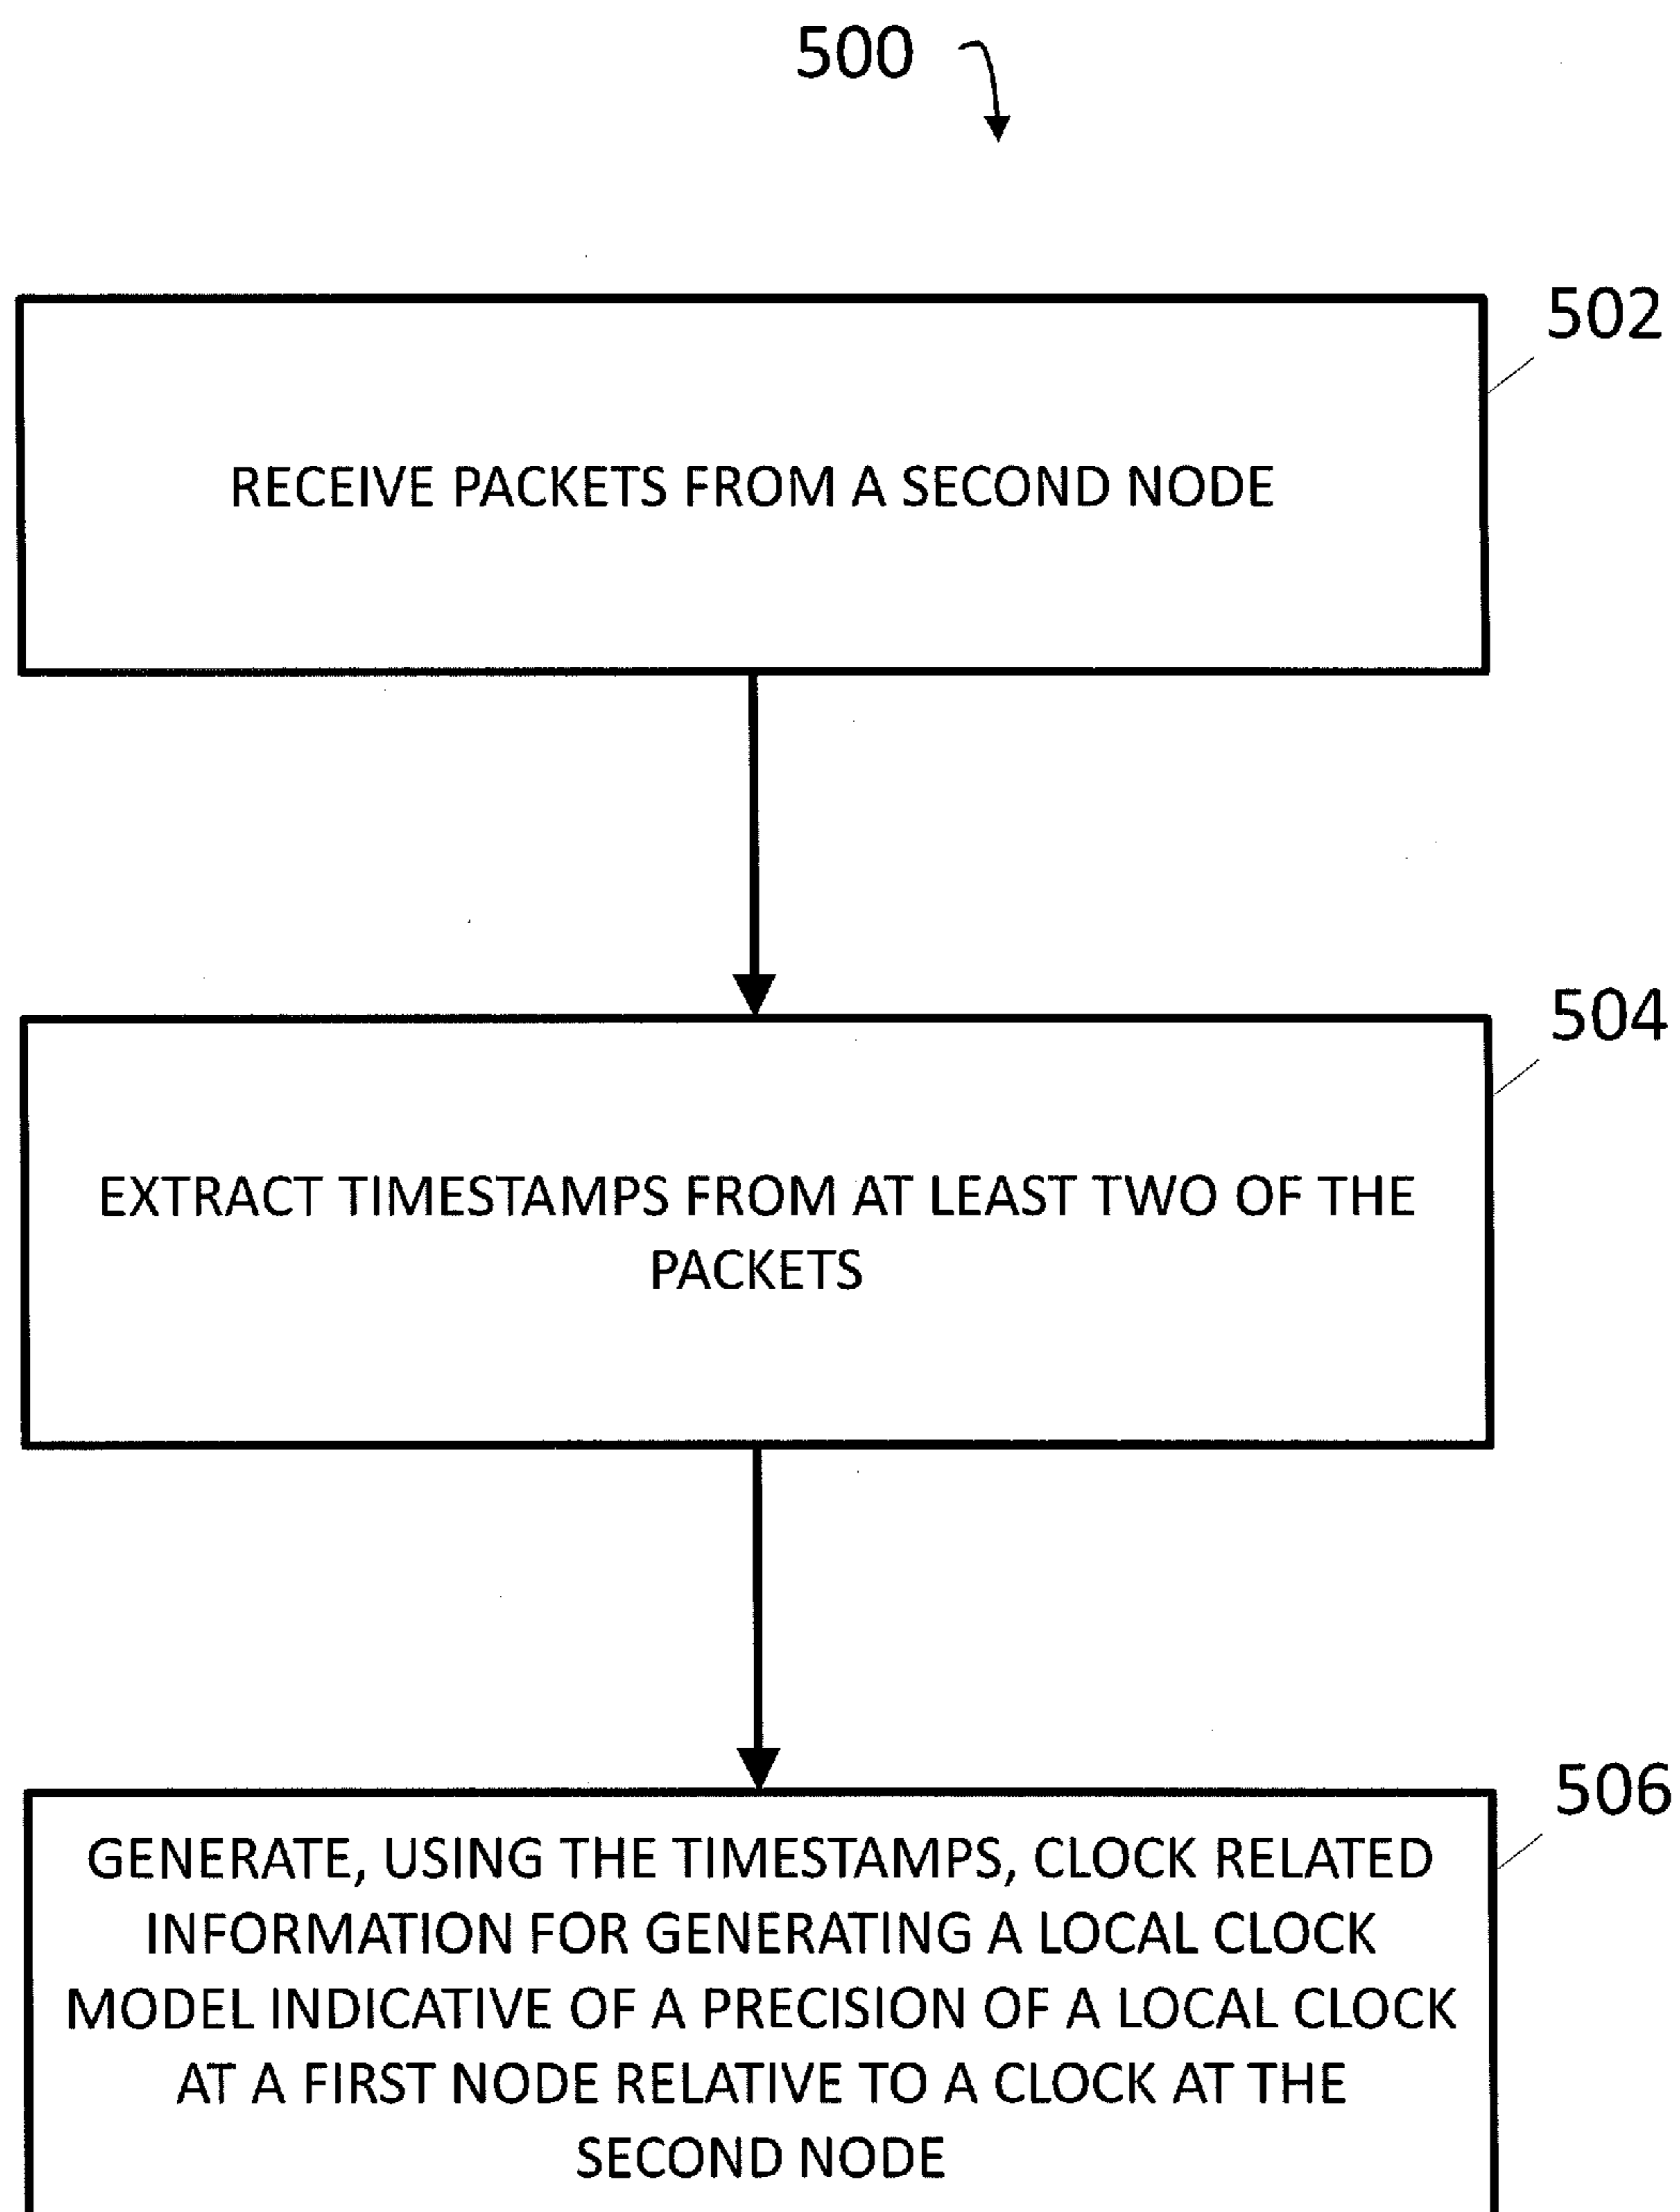 500
502
RECEIVE PACKETS FROM A SECOND NODE
504
EXTRACT TIMESTAMPS FROM AT LEAST TWO OF THE
PACKETS
506
GENERATE, USING THE TIMESTAMPS, CLOCK RELATED
INFORMATION FOR GENERATING A LOCAL CLOCK
MODEL INDICATIVE OF A PRECISION OF A LOCAL CLOCK
AT A FIRST NODE RELATIVE TO A CLOCK AT THE
SECOND NODE